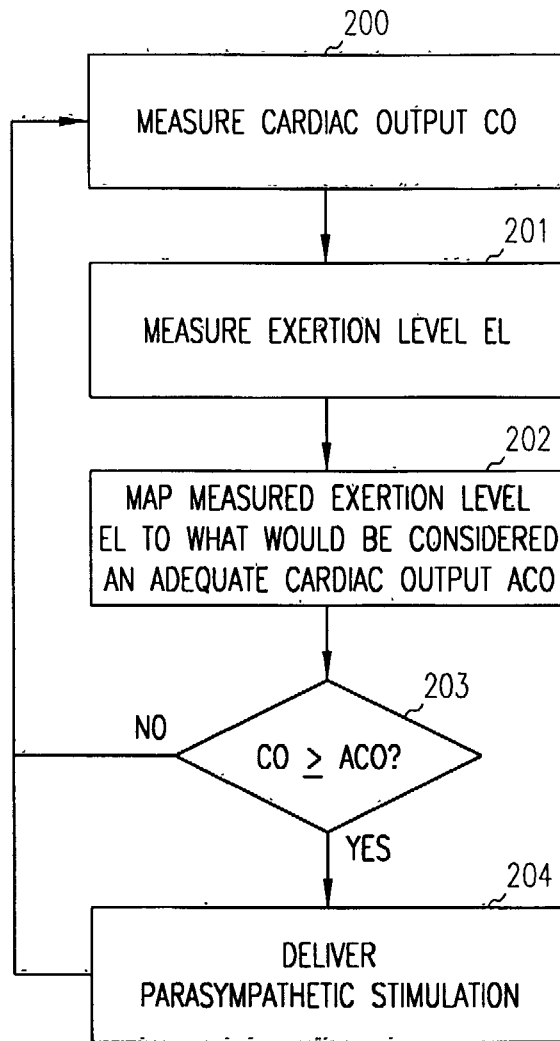 200
MEASURE CARDIAC OUTPUT CO
201
MEASURE EXERTION LEVEL EL
202
MAP MEASURED EXERTION LEVEL
EL TO WHAT WOULD BE CONSIDERED
AN ADEQUATE CARDIAC OUTPUT ACO
203
NO
CO ≥ ACO?
YES
204
DELIVER
PARASYMPATHETIC STIMULATION